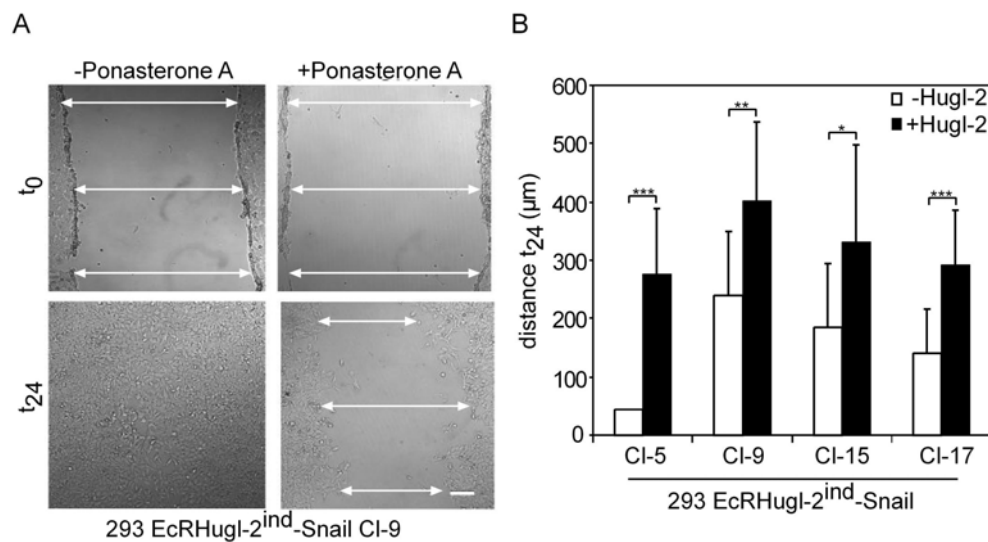 A
-Ponasterone A
+Ponasterone A
t0
t24
293 EcRHugl-2ind-Snail Cl-9
B
distance t24 (µm)
600
500
400
300
200
100
0
-Hugl-2
+Hugl-2
***
**
*
***
Cl-5
Cl-9
Cl-15
Cl-17
293 EcRHugl-2ind-Snail